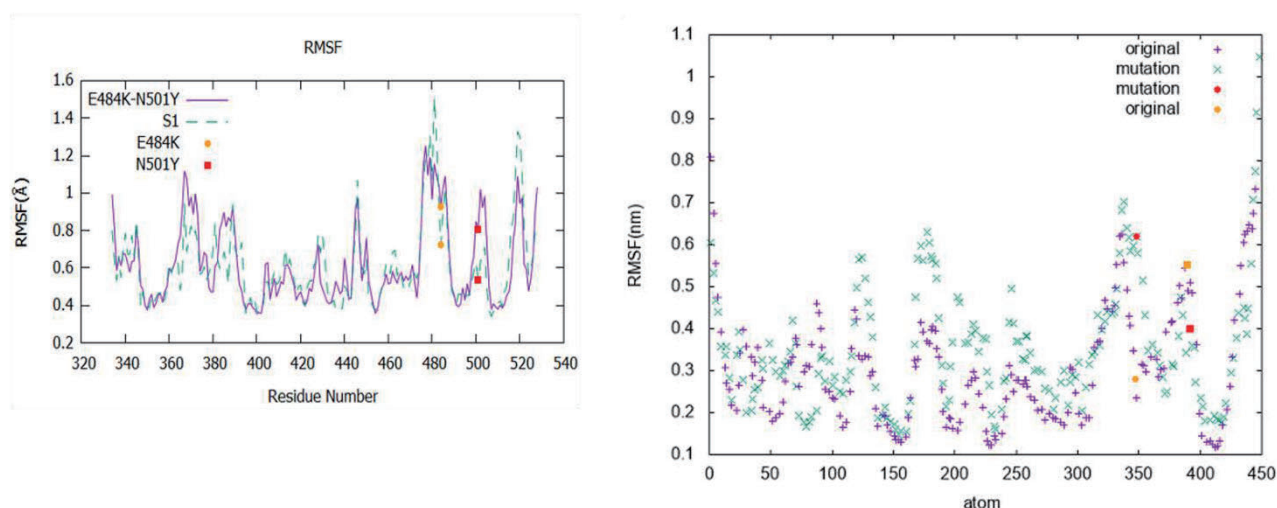 RMSF
1.6
1.4
1.2
1
0.8
0.6
0.4
0.2
RMSF(Å)
E484K-N501Y
S1
E484K
N501Y
320 340 360 380 400 420 440 460 480 500 520 540
Residue Number
1.1
1
0.9
0.8
0.7
0.6
0.5
0.4
0.3
0.2
0.1
RMSF(nm)
original
mutation
mutation
original
0 50 100 150 200 250 300 350 400 450
atom